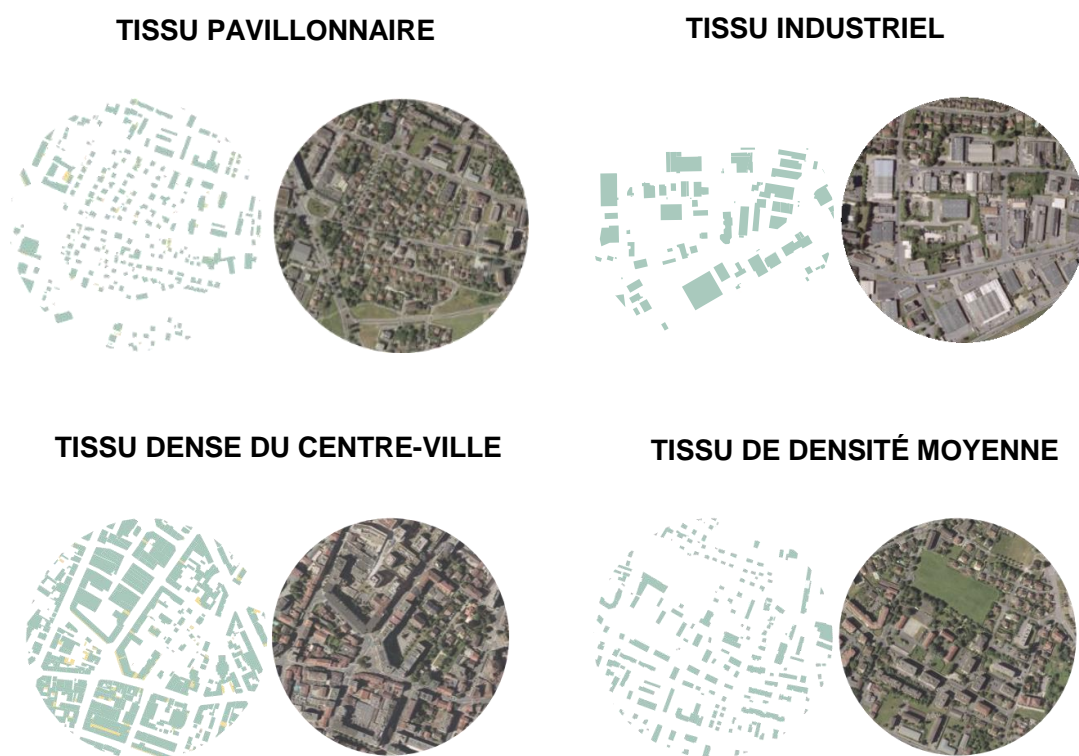 TISSU PAVILLONNAIRE
TISSU INDUSTRIEL
TISSU DENSE DU CENTRE-VILLE
TISSU DE DENSITÉ MOYENNE